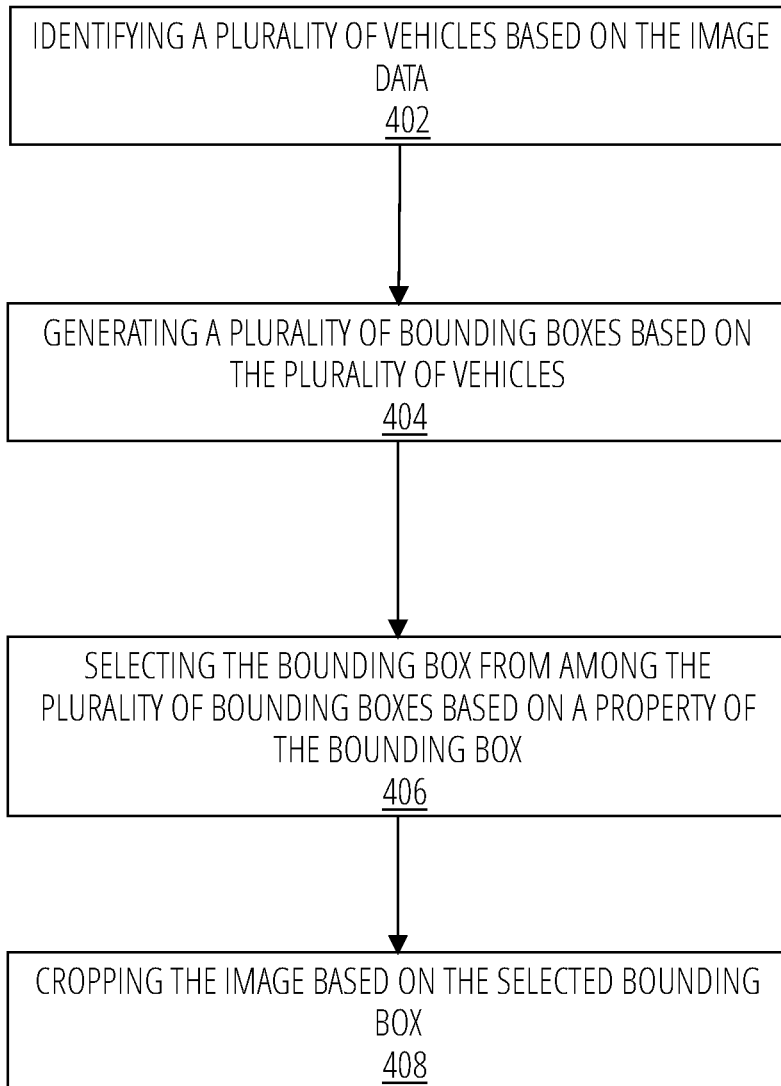 IDENTIFYING A PLURALITY OF VEHICLES BASED ON THE IMAGE
DATA
402
GENERATING A PLURALITY OF BOUNDING BOXES BASED ON
THE PLURALITY OF VEHICLES
404
SELECTING THE BOUNDING BOX FROM AMONG THE
PLURALITY OF BOUNDING BOXES BASED ON A PROPERTY OF
THE BOUNDING BOX
406
CROPPING THE IMAGE BASED ON THE SELECTED BOUNDING
BOX
408